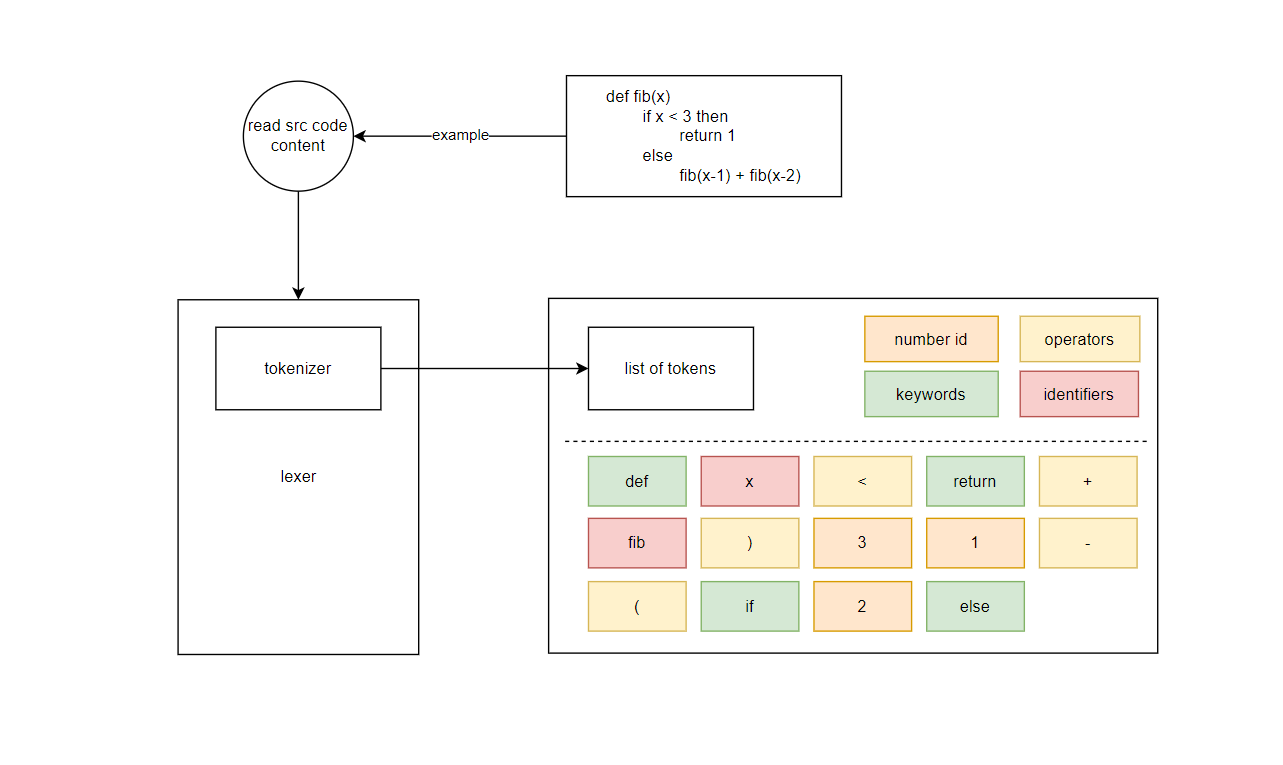 read src code
content
example
def fib(x)
if x < 3 then
return 1
else
fib(x-1) + fib(x-2)
tokenizer
lexer
list of tokens
number id
operators
keywords
identifiers
def
x
<
return
+
fib
)
3
1
-
(
if
2
else